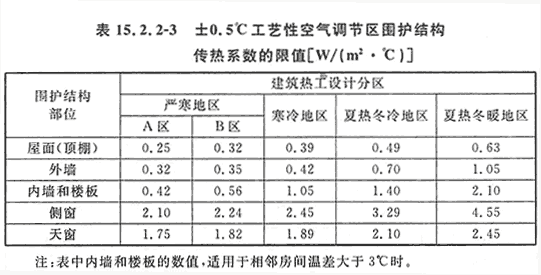 表 15.2.2-3 ±0.5℃工艺性空气调节区围护结构
传热系数的限值[W/(m²·℃)]
围护结构部位 建筑热工设计分区
严寒地区 寒冷地区 夏热冬冷地区 夏热冬暖地区
A区 B区
屋面(顶棚) 0.25 0.32 0.39 0.49 0.63
外墙 0.32 0.35 0.42 0.70 1.05
内墙和楼板 0.42 0.56 1.05 1.40 2.10
侧窗 2.10 2.24 2.45 3.29 4.55
天窗 1.75 1.82 1.89 2.10 2.45
注:表中内墙和楼板的数值,适用于相邻房间温差大于3℃时。